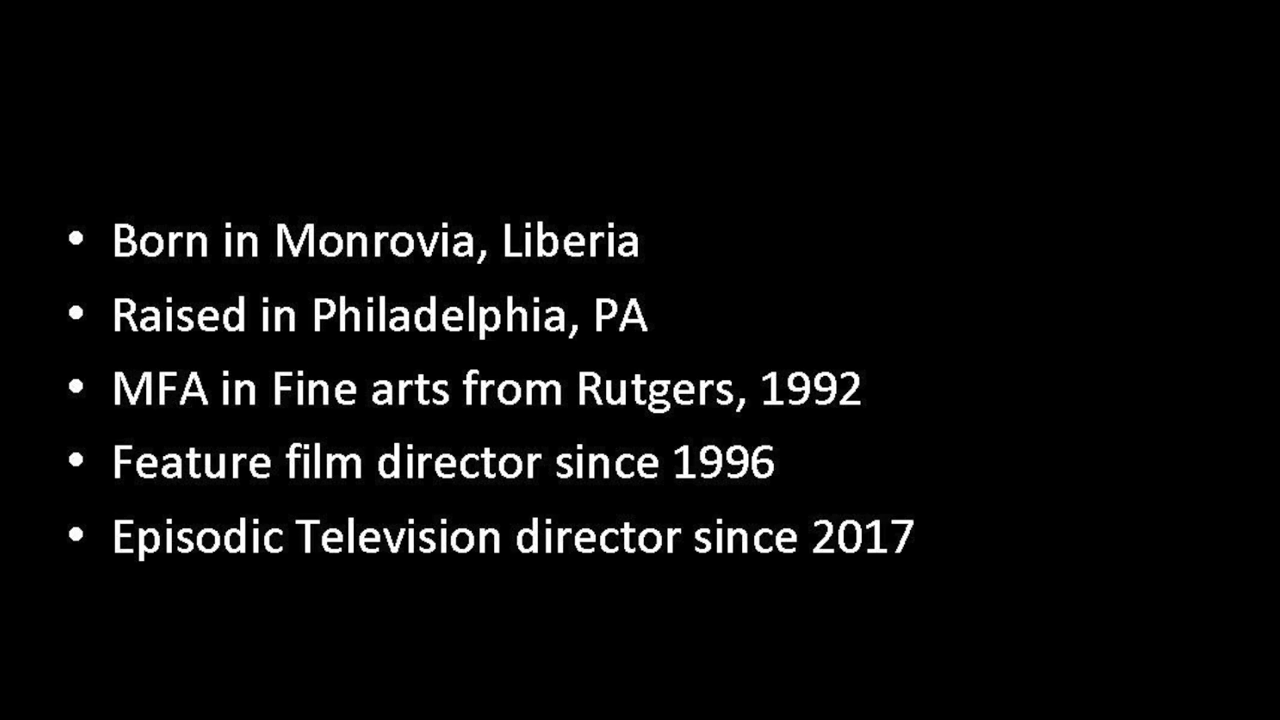 • Born in Monrovia, Liberia
• Raised in Philadelphia, PA
• MFA in Fine arts from Rutgers, 1992
• Feature film director since 1996
• Episodic Television director since 2017